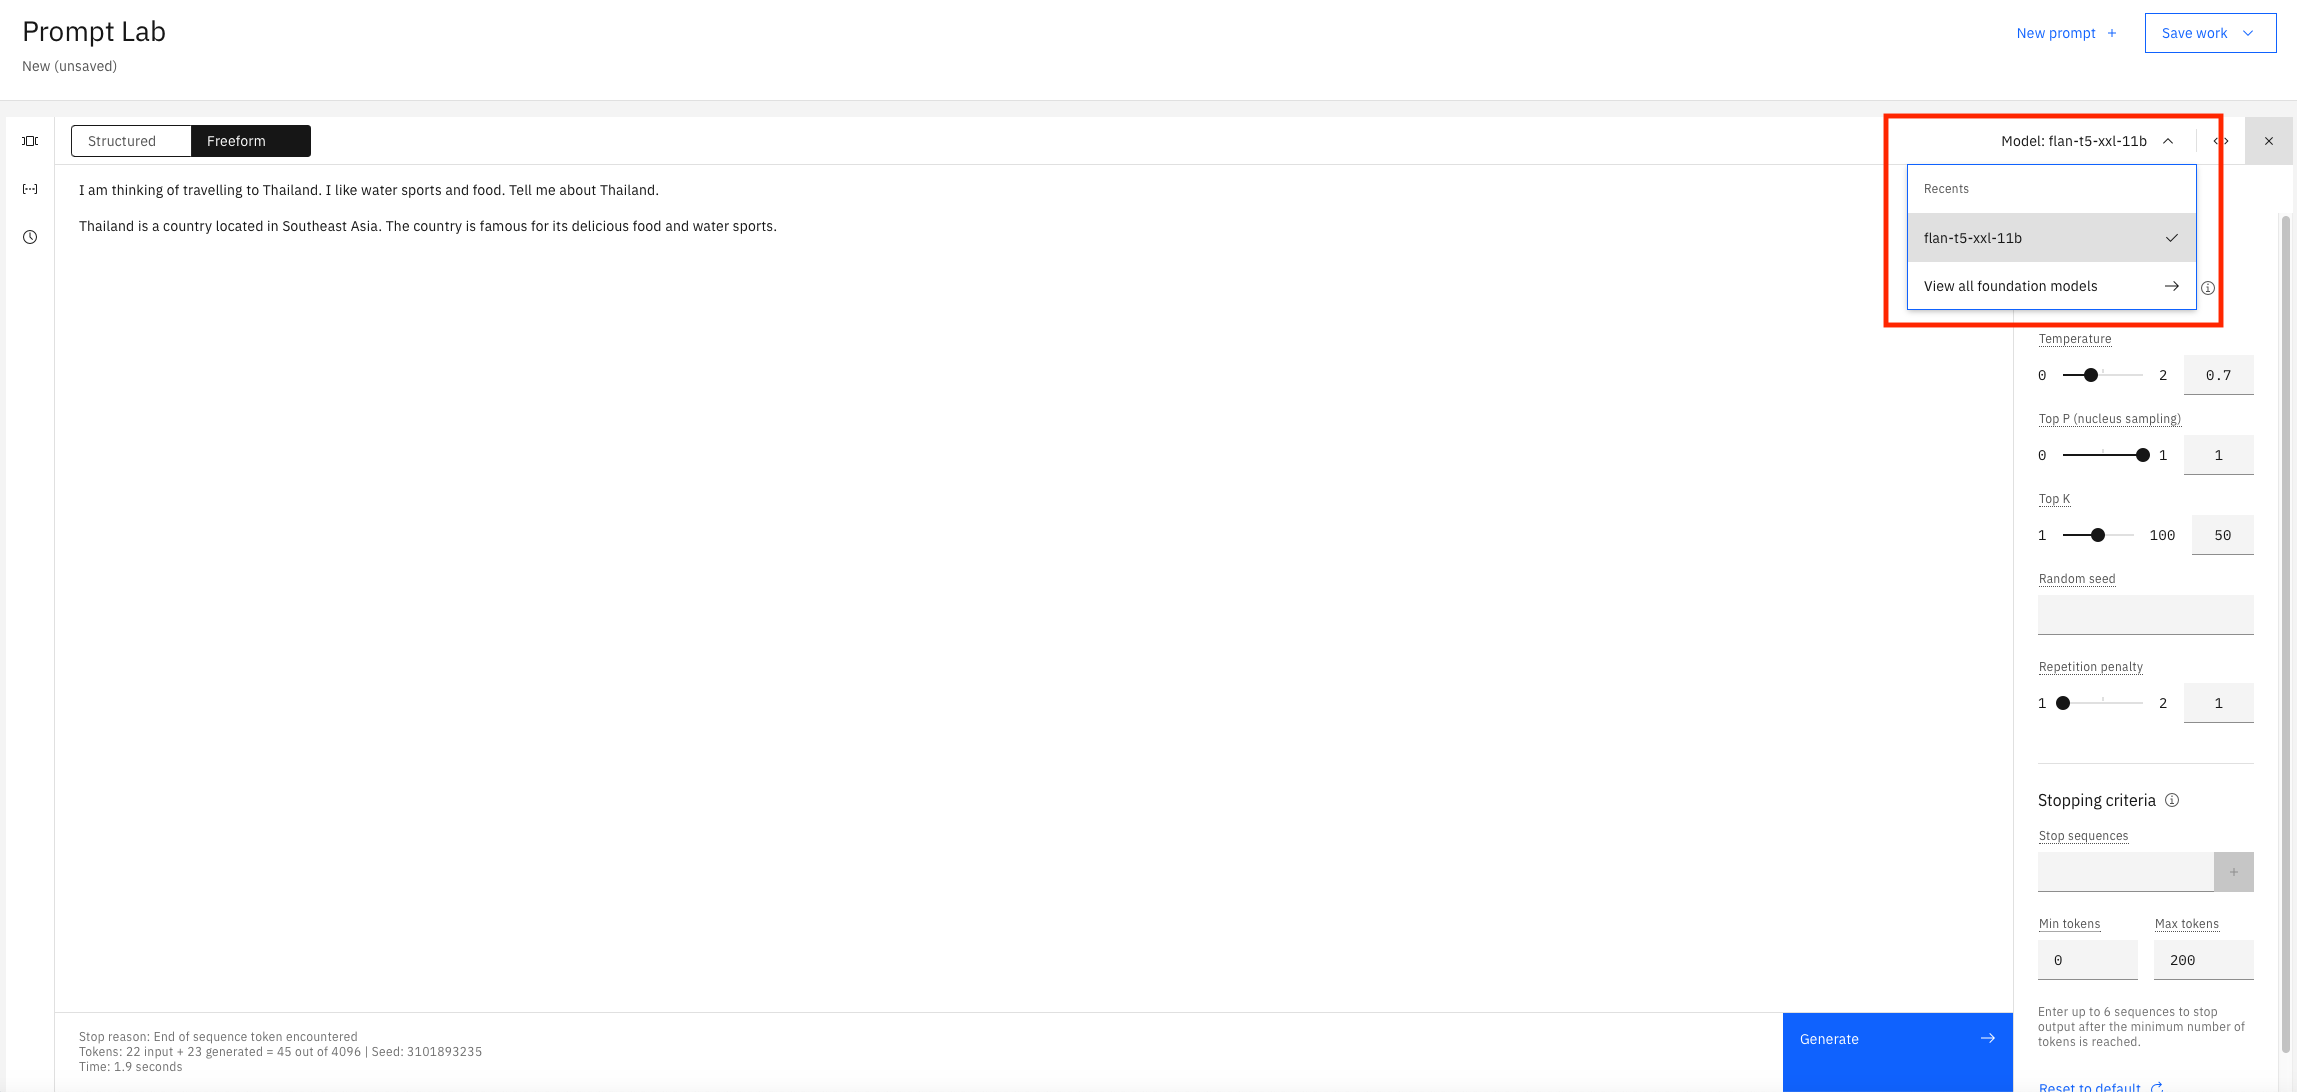 Prompt Lab
New (unsaved)
New prompt +
Save work
Structured
Freeform
Model: flan-t5-xxl-11b
I am thinking of travelling to Thailand. I like water sports and food. Tell me about Thailand.
Thailand is a country located in Southeast Asia. The country is famous for its delicious food and water sports.
Recents
flan-t5-xxl-11b
View all foundation models
Temperature
0 2 0.7
Top P (nucleus sampling)
0 1 1
Top K
1 100 50
Random seed
Repetition penalty
1 2 1
Stopping criteria
Stop sequences
+
Min tokens Max tokens
0 200
Enter up to 6 sequences to stop
output after the minimum number of
tokens is reached.
Reset to default
Stop reason: End of sequence token encountered
Tokens: 22 input + 23 generated = 45 out of 4096 | Seed: 3101893235
Time: 1.9 seconds
Generate